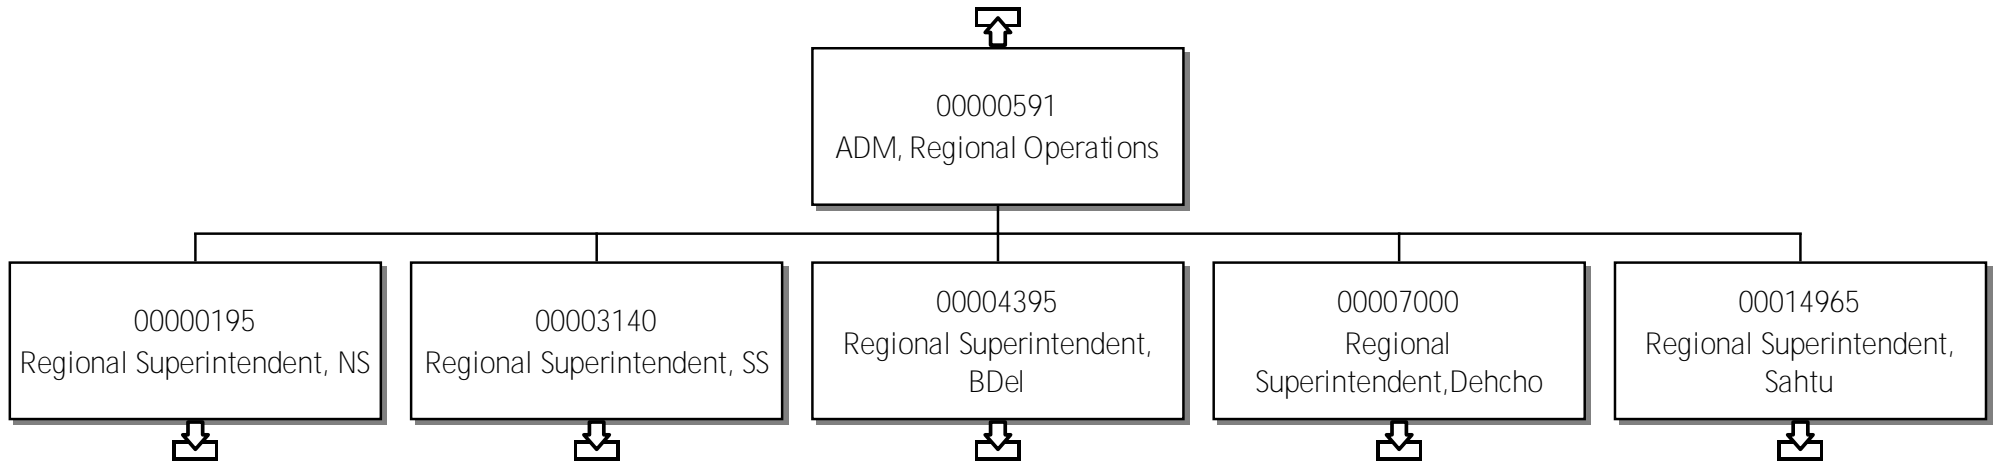 00000591
ADM, Regional Operations
00000195
Regional Superintendent, NS
00003140
Regional Superintendent, SS
00004395
Regional Superintendent,
BDel
00007000
Regional
Superintendent,Dehcho
00014965
Regional Superintendent,
Sahtu